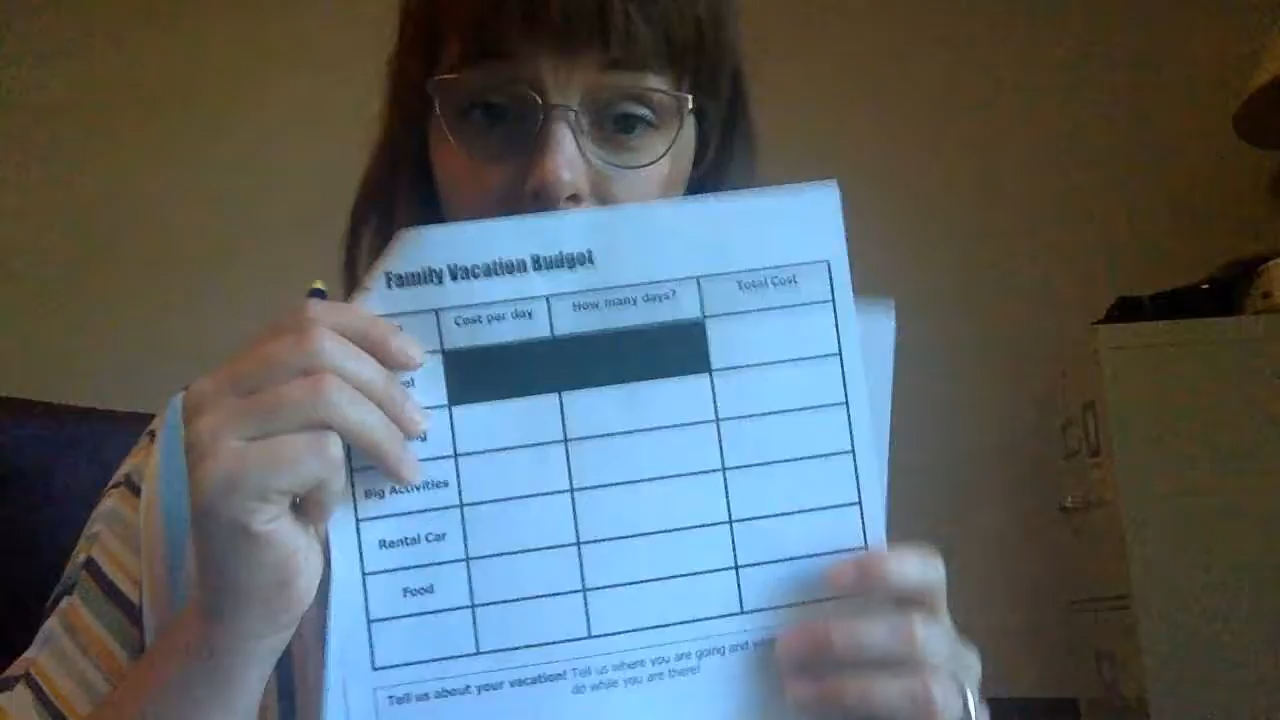 Family Vacation Budget
Cost per day How many days? Total Cost
Big Activities
Rental Car
Food
Tell us about your vacation! Tell us where you are going and
do while you are there!